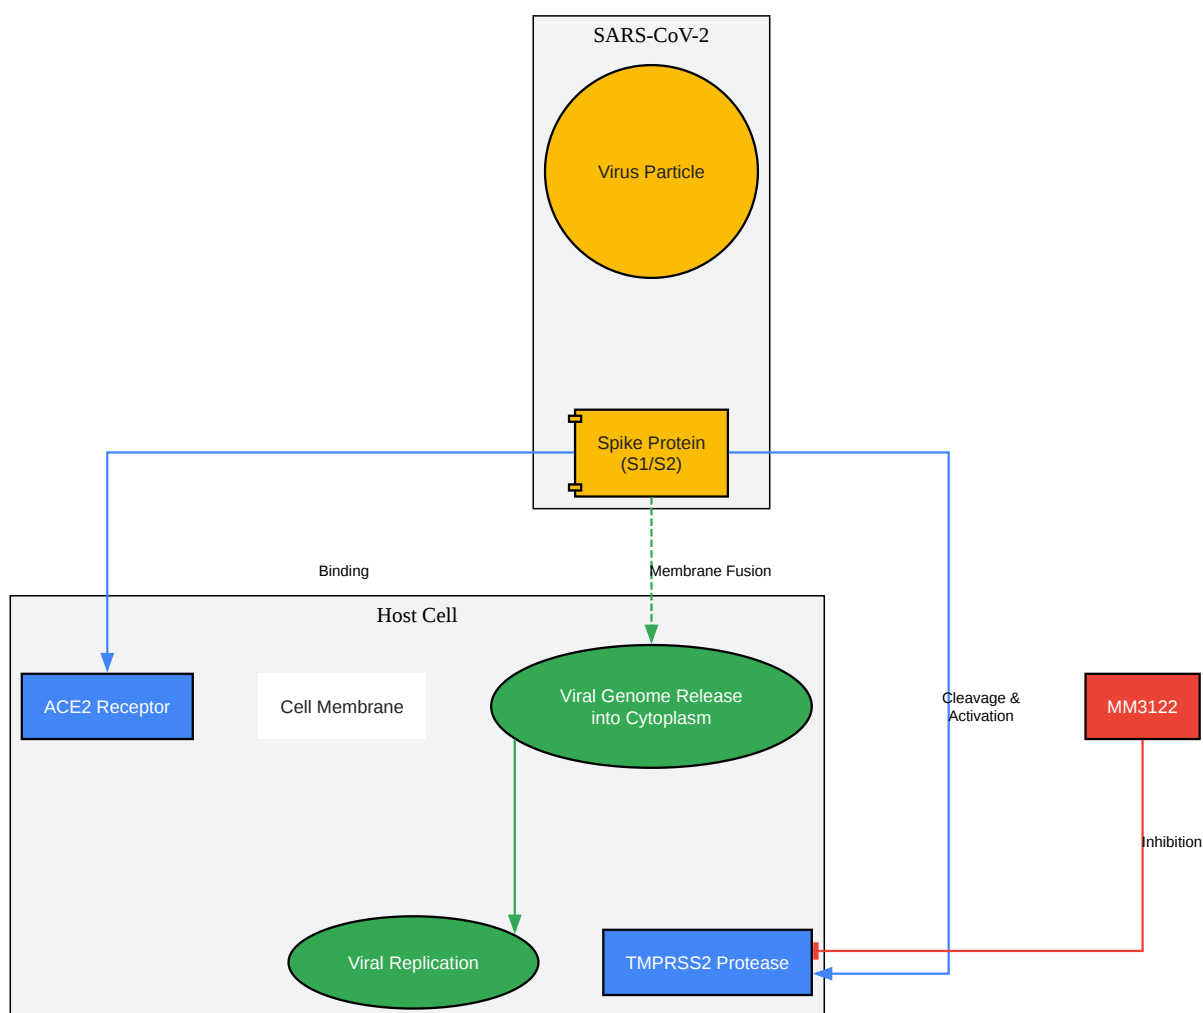 SARS-CoV-2
Virus Particle
Spike Protein
(S1/S2)
Binding
Membrane Fusion
Host Cell
ACE2 Receptor
Cell Membrane
Viral Genome Release
into Cytoplasm
Cleavage &
Activation
MM3122
Inhibition
Viral Replication
TMPRSS2 Protease